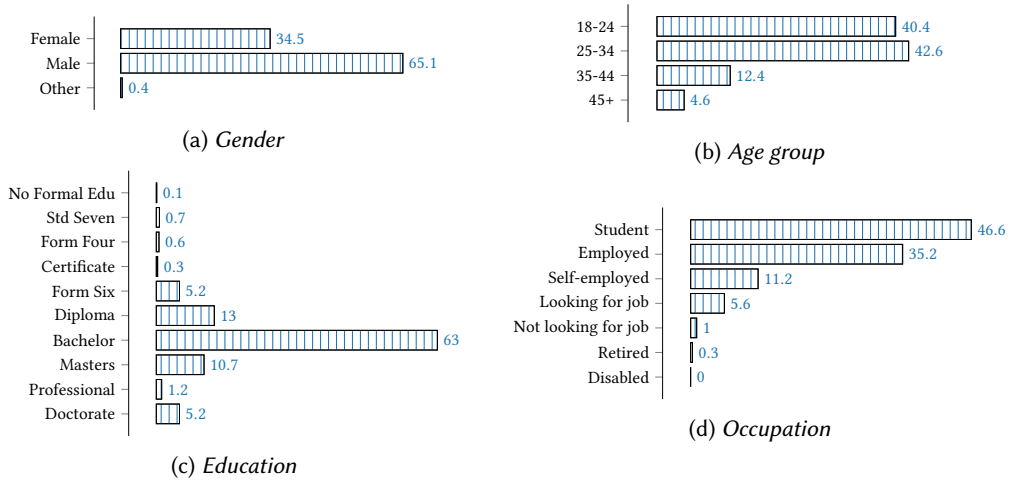 Female 34.5
Male 65.1
Other 0.4
(a) Gender
18-24 40.4
25-34 42.6
35-44 12.4
45+ 4.6
(b) Age group
No Formal Edu 0.1
Std Seven 0.7
Form Four 0.6
Certificate 0.3
Form Six 5.2
Diploma 13
Bachelor 63
Masters 10.7
Professional 1.2
Doctorate 5.2
(c) Education
Student 46.6
Employed 35.2
Self-employed 11.2
Looking for job 5.6
Not looking for job 1
Retired 0.3
Disabled 0
(d) Occupation